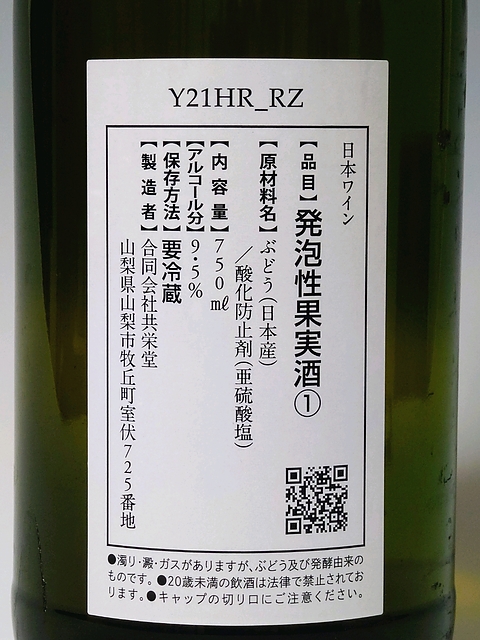 Y21HR_RZ
日本ワイン
【品目】発泡性果実酒①
【原材料名】ぶどう(日本産)
／酸化防止剤(亜硫酸塩)
【内容量】750㎖
【アルコール分】9.5%
【保存方法】要冷蔵
【製造者】合同会社共栄堂
山梨県山梨市牧丘町室伏725番地
●濁り・澱・ガスがありますが、ぶどう及び発酵由来の
ものです。●20歳未満の飲酒は法律で禁止されてお
ります。●キャップの切り口にご注意ください。